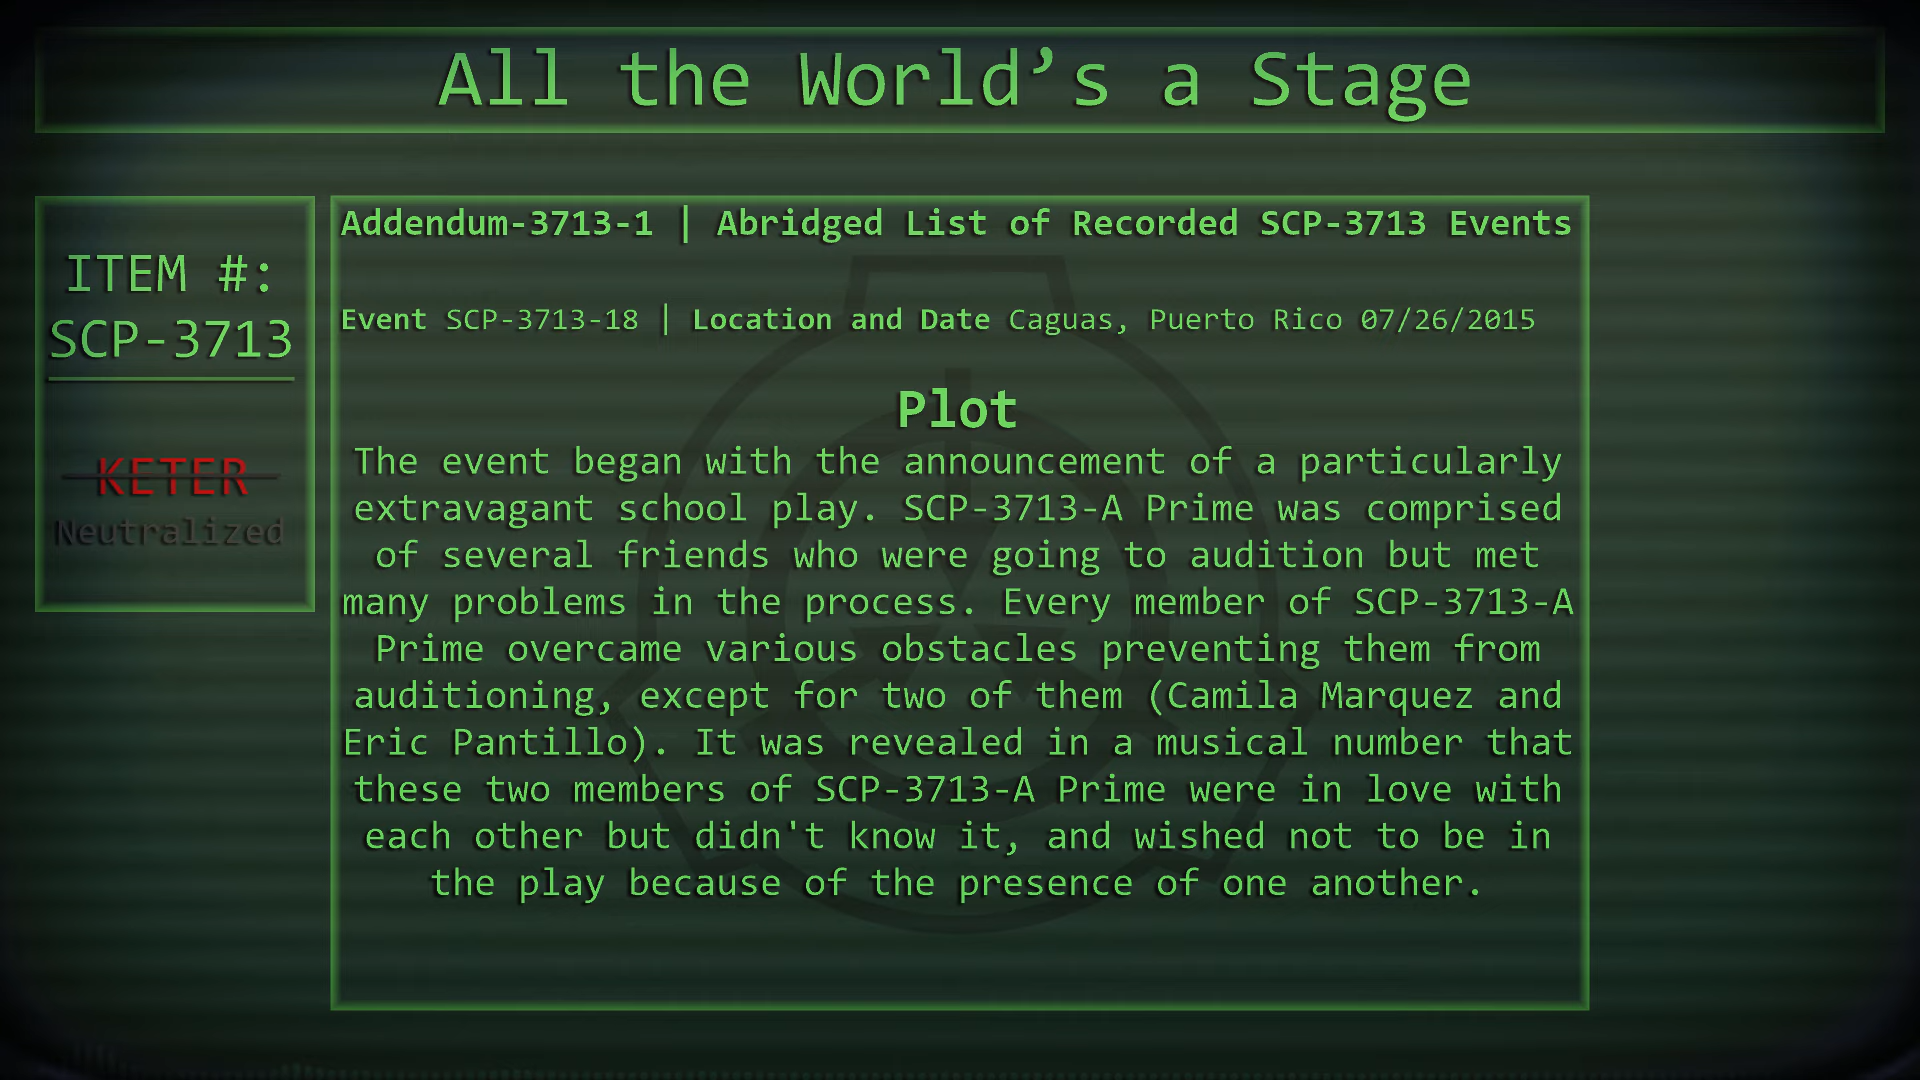 All the World’s a Stage
ITEM #:
SCP-3713
KETER
Neutralized
Addendum-3713-1 | Abridged List of Recorded SCP-3713 Events
Event SCP-3713-18 | Location and Date Caguas, Puerto Rico 07/26/2015
Plot
The event began with the announcement of a particularly
extravagant school play. SCP-3713-A Prime was comprised
of several friends who were going to audition but met
many problems in the process. Every member of SCP-3713-A
Prime overcame various obstacles preventing them from
auditioning, except for two of them (Camila Marquez and
Eric Pantillo). It was revealed in a musical number that
these two members of SCP-3713-A Prime were in love with
each other but didn't know it, and wished not to be in
the play because of the presence of one another.